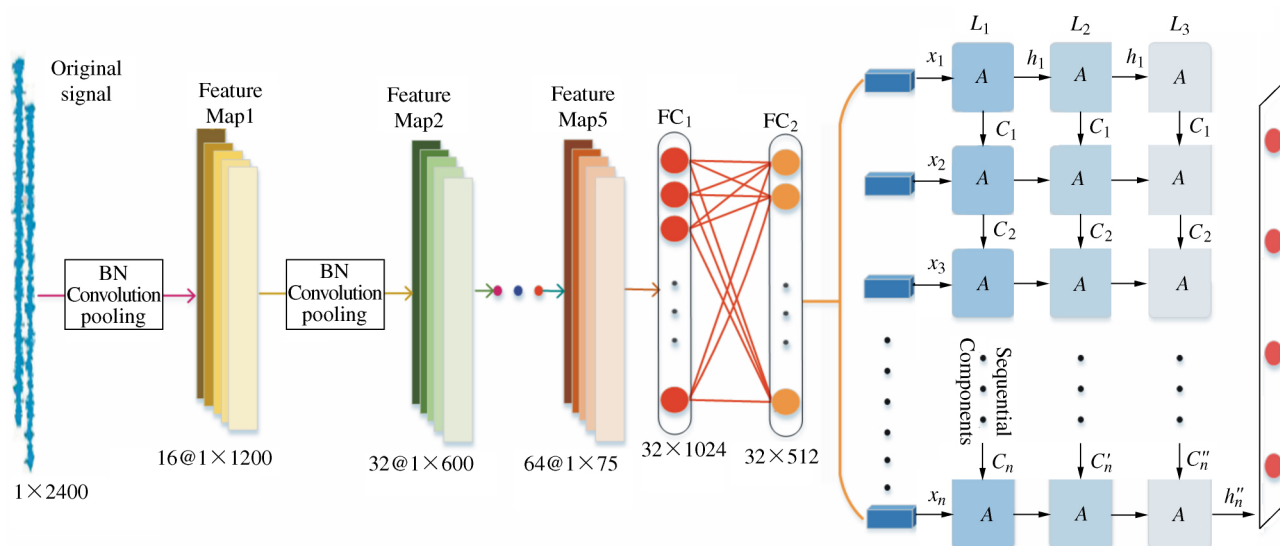 Original
signal
1×2400
BN
Convolution
pooling
Feature
Map1
16@1×1200
BN
Convolution
pooling
Feature
Map2
32@1×600
Feature
Map5
64@1×75
FC₁
32×1024
FC₂
32×512
L₁ L₂ L₃
x₁ A h₁ A h₁ A
C₁ C₁ C₁
x₂ A A A
C₂ C₂ C₂
x₃ A A A
Sequential
Components
Cₙ C′ₙ C″ₙ
xₙ A A A h″ₙ